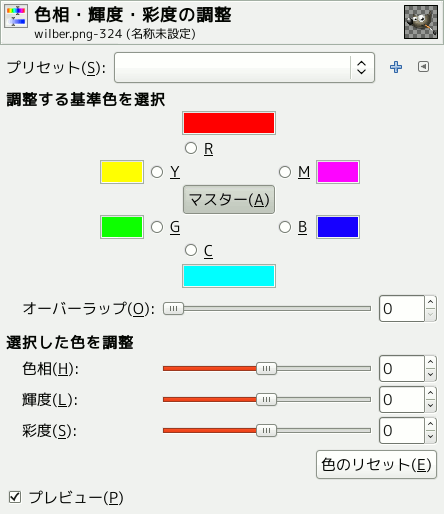 色相・輝度・彩度の調整
wilber.png-324 (名称未設定)
プリセット(S):
調整する基準色を選択
R
Y M
マスター(A)
G B
C
オーバーラップ(O): 0
選択した色を調整
色相(H): 0
輝度(L): 0
彩度(S): 0
色のリセット(E)
プレビュー(P)